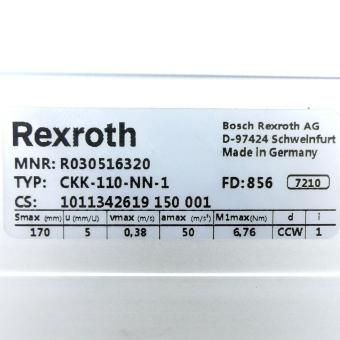 Rexroth
Bosch Rexroth AG
D-97424 Schweinfurt
Made in Germany
MNR: R030516320
TYP: CKK-110-NN-1 FD: 856 7210
CS: 1011342619 150 001
Smax (mm) u (mm/U) vmax (m/s) amax (m/s²) M1max(Nm) d i
170 5 0,38 50 6,76 CCW 1